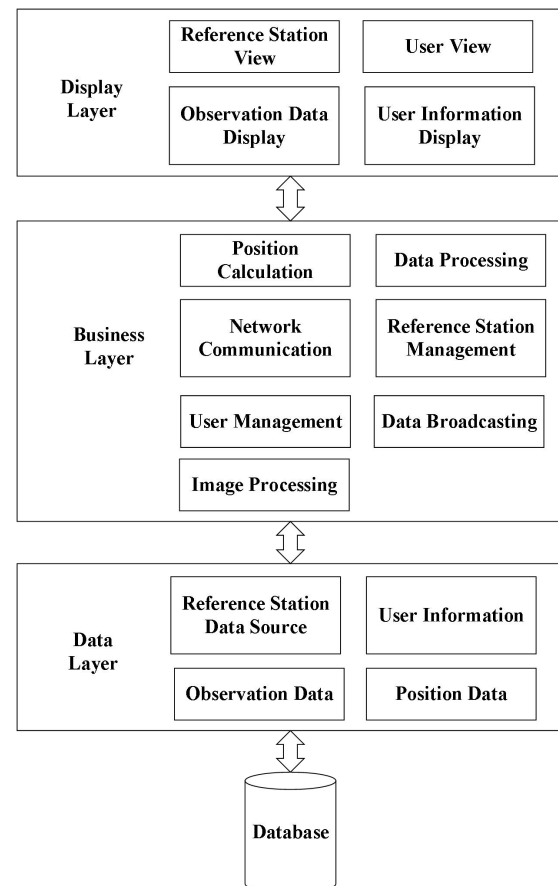 Display
Layer
Reference Station
View
User View
Observation Data
Display
User Information
Display
Business
Layer
Position
Calculation
Data Processing
Network
Communication
Reference Station
Management
User Management
Data Broadcasting
Image Processing
Data
Layer
Reference Station
Data Source
User Information
Observation Data
Position Data
Database